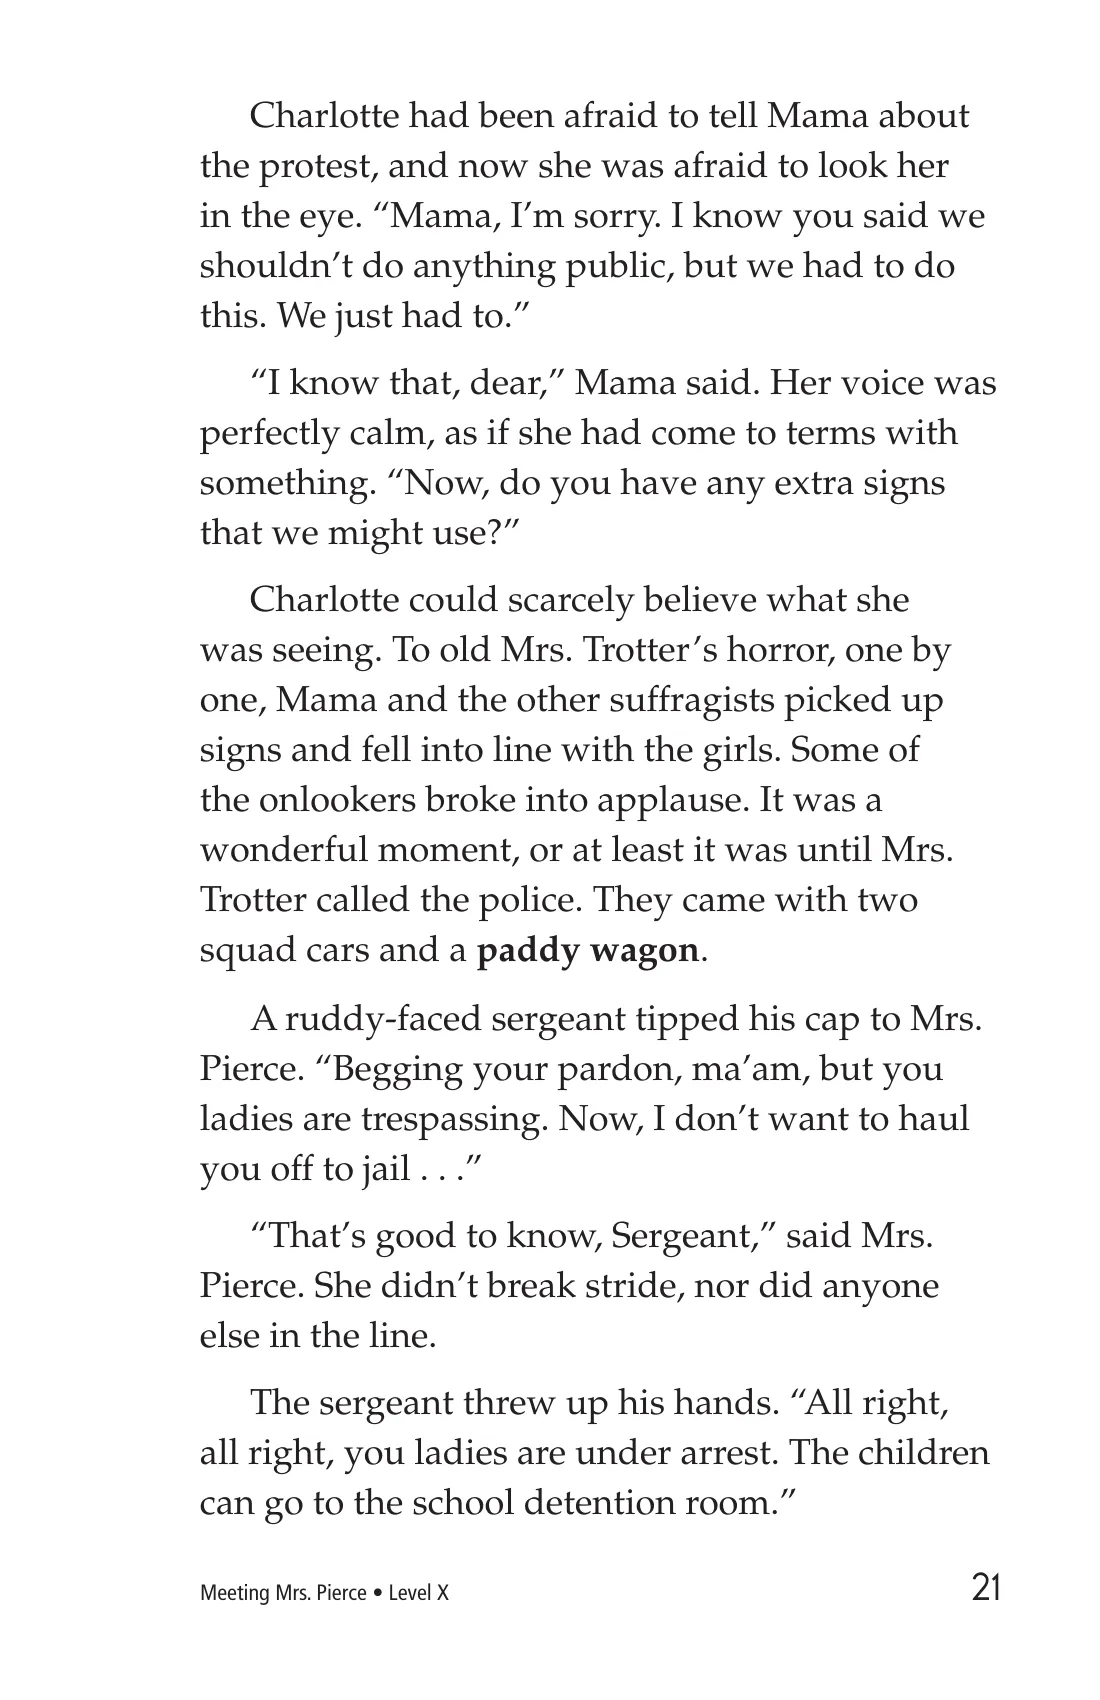 Charlotte had been afraid to tell Mama about
the protest, and now she was afraid to look her
in the eye. “Mama, I’m sorry. I know you said we
shouldn’t do anything public, but we had to do
this. We just had to.”
“I know that, dear,” Mama said. Her voice was
perfectly calm, as if she had come to terms with
something. “Now, do you have any extra signs
that we might use?”
Charlotte could scarcely believe what she
was seeing. To old Mrs. Trotter’s horror, one by
one, Mama and the other suffragists picked up
signs and fell into line with the girls. Some of
the onlookers broke into applause. It was a
wonderful moment, or at least it was until Mrs.
Trotter called the police. They came with two
squad cars and a paddy wagon.
A ruddy-faced sergeant tipped his cap to Mrs.
Pierce. “Begging your pardon, ma’am, but you
ladies are trespassing. Now, I don’t want to haul
you off to jail . . .”
“That’s good to know, Sergeant,” said Mrs.
Pierce. She didn’t break stride, nor did anyone
else in the line.
The sergeant threw up his hands. “All right,
all right, you ladies are under arrest. The children
can go to the school detention room.”
Meeting Mrs. Pierce • Level X
21